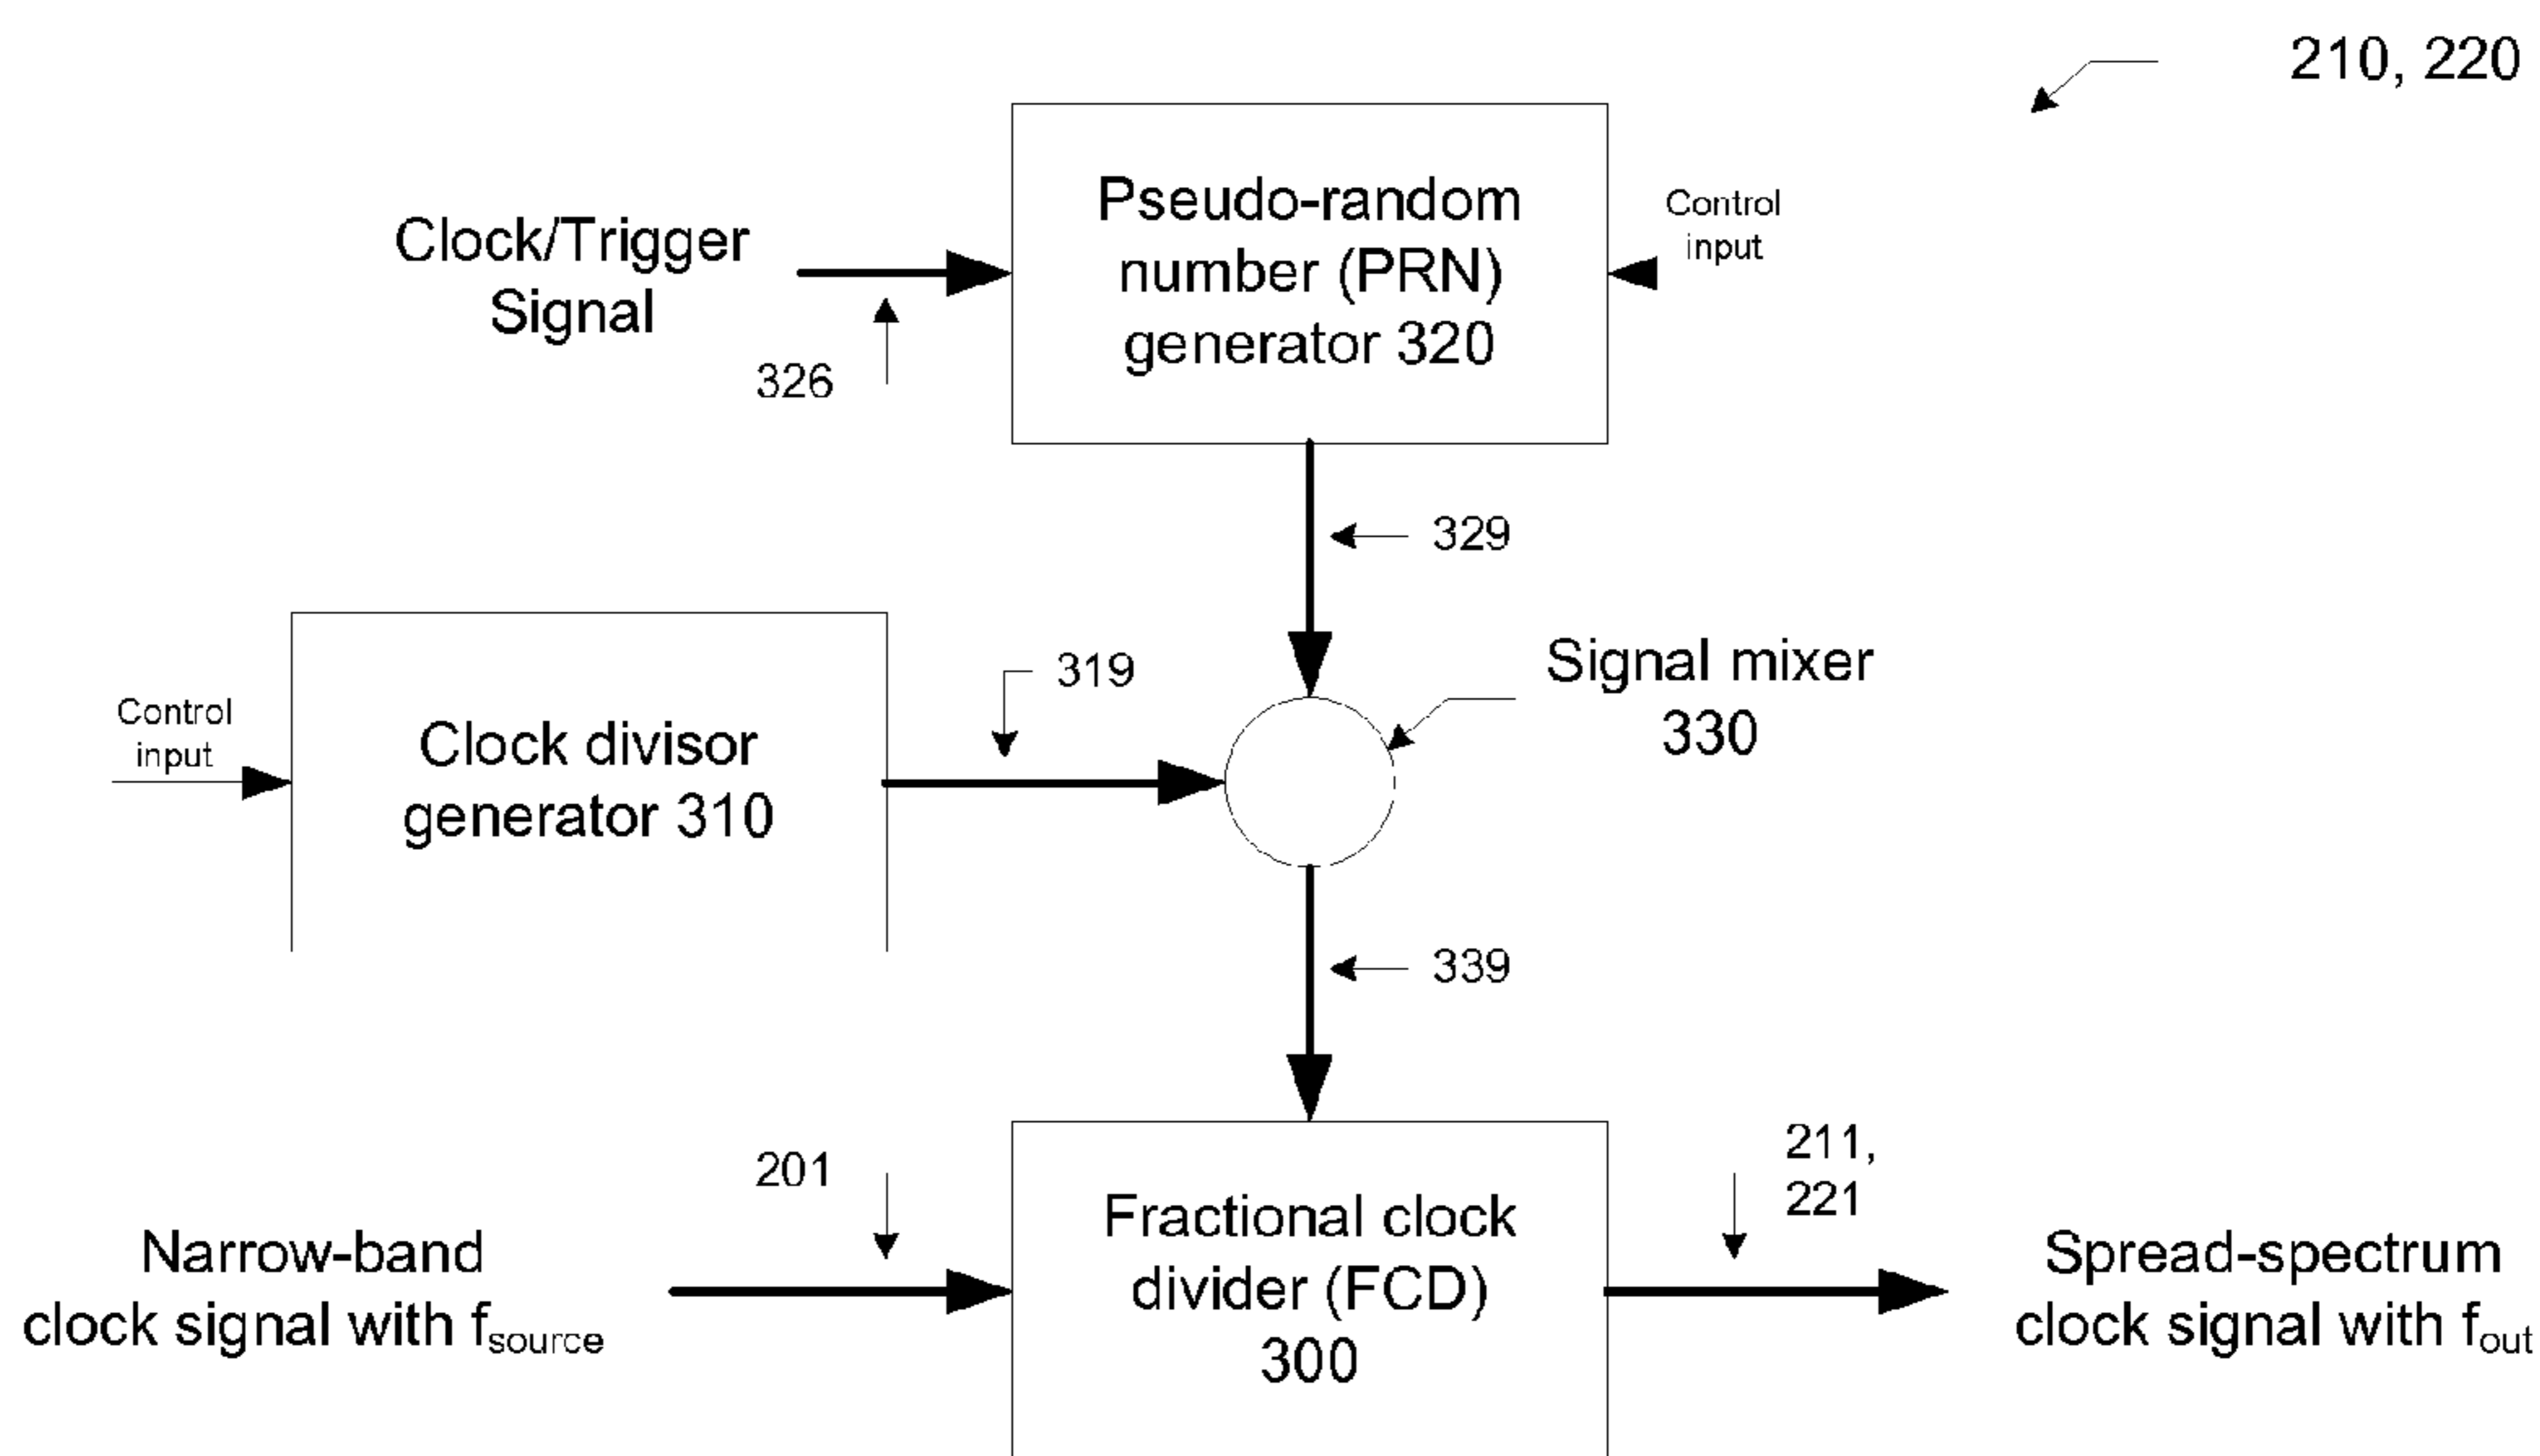 210, 220
Pseudo-random
number (PRN)
generator 320
Control
input
Clock/Trigger
Signal
326
329
319
Signal mixer
330
Control
input
Clock divisor
generator 310
339
201
211,
221
Fractional clock
divider (FCD)
300
Narrow-band
clock signal with fsource
Spread-spectrum
clock signal with fout